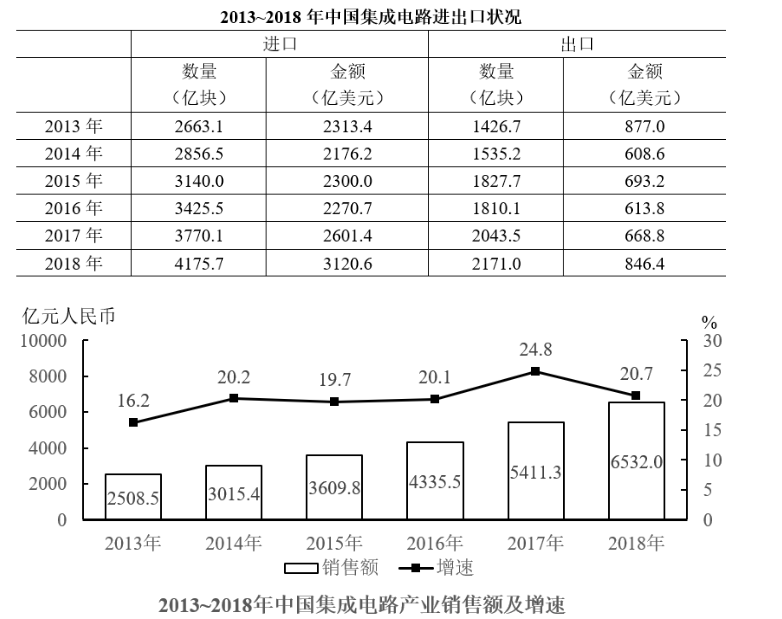 2013~2018 年中国集成电路进出口状况
进口 出口
数量 金额 数量 金额
（亿块） （亿美元） （亿块） （亿美元）
2013 年 2663.1 2313.4 1426.7 877.0
2014 年 2856.5 2176.2 1535.2 608.6
2015 年 3140.0 2300.0 1827.7 693.2
2016 年 3425.5 2270.7 1810.1 613.8
2017 年 3770.1 2601.4 2043.5 668.8
2018 年 4175.7 3120.6 2171.0 846.4
亿元人民币 %
10000 30
8000 25
6000 20
4000 15
2000 10
0 5
0
16.2 20.2 19.7 20.1 24.8 20.7
2508.5 3015.4 3609.8 4335.5 5411.3 6532.0
2013年 2014年 2015年 2016年 2017年 2018年
销售额 增速
2013~2018年中国集成电路产业销售额及增速